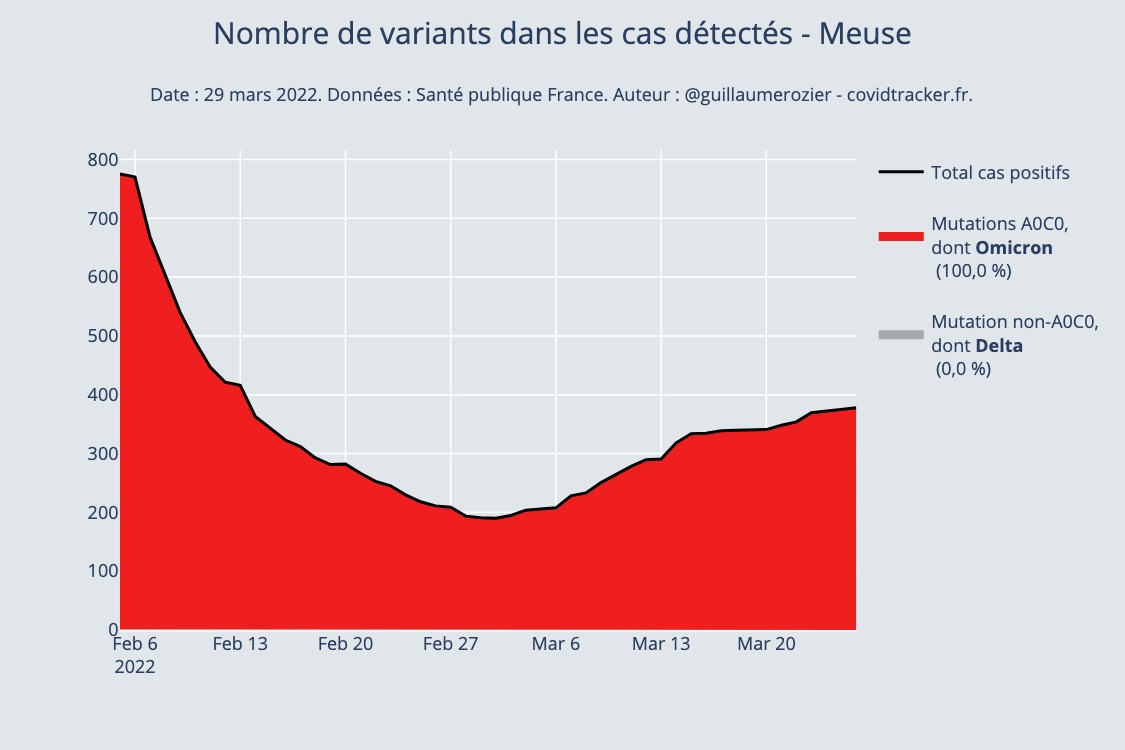 Nombre de variants dans les cas détectés - Meuse
Date : 29 mars 2022. Données : Santé publique France. Auteur : @guillaumerozier - covidtracker.fr.
800
700
600
500
400
300
200
100
0
Feb 6
2022
Feb 13
Feb 20
Feb 27
Mar 6
Mar 13
Mar 20
Total cas positifs
Mutations A0C0,
dont Omicron
(100,0 %)
Mutation non-A0C0,
dont Delta
(0,0 %)